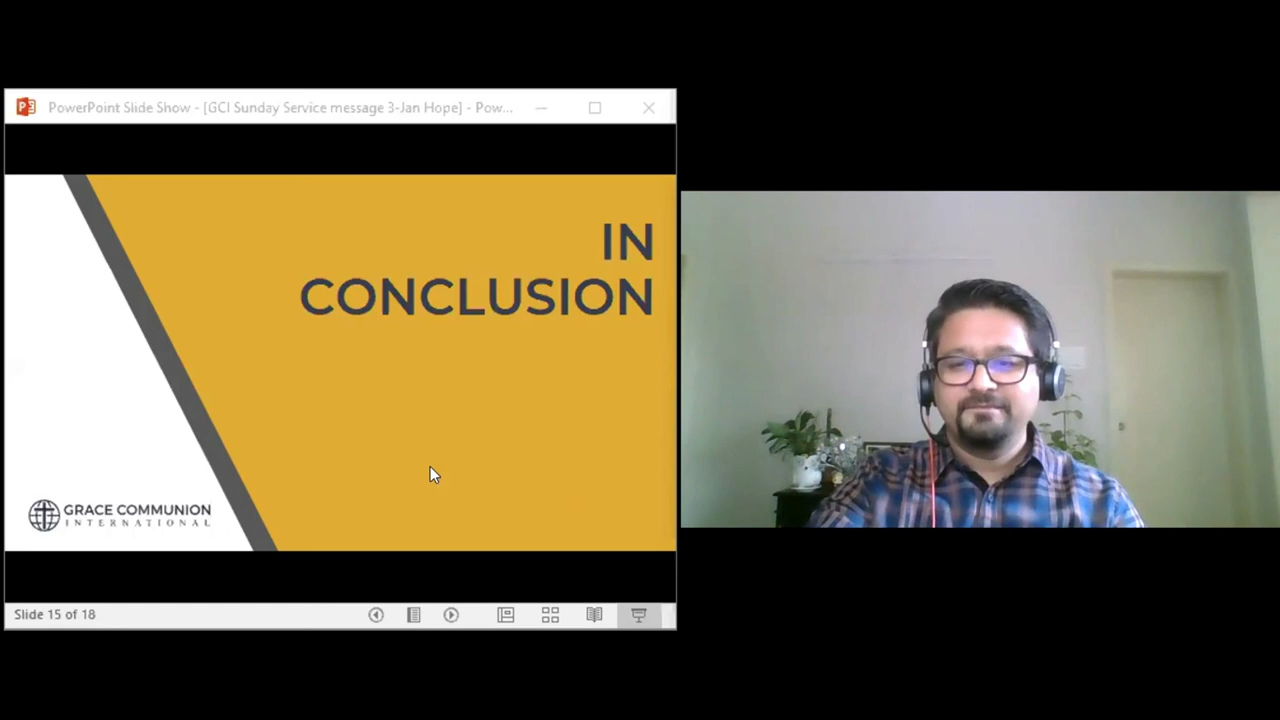 PowerPoint Slide Show - [GCI Sunday Service message 3-Jan Hope] - Pow...
IN
CONCLUSION
GRACE COMMUNION
INTERNATIONAL
Slide 15 of 18